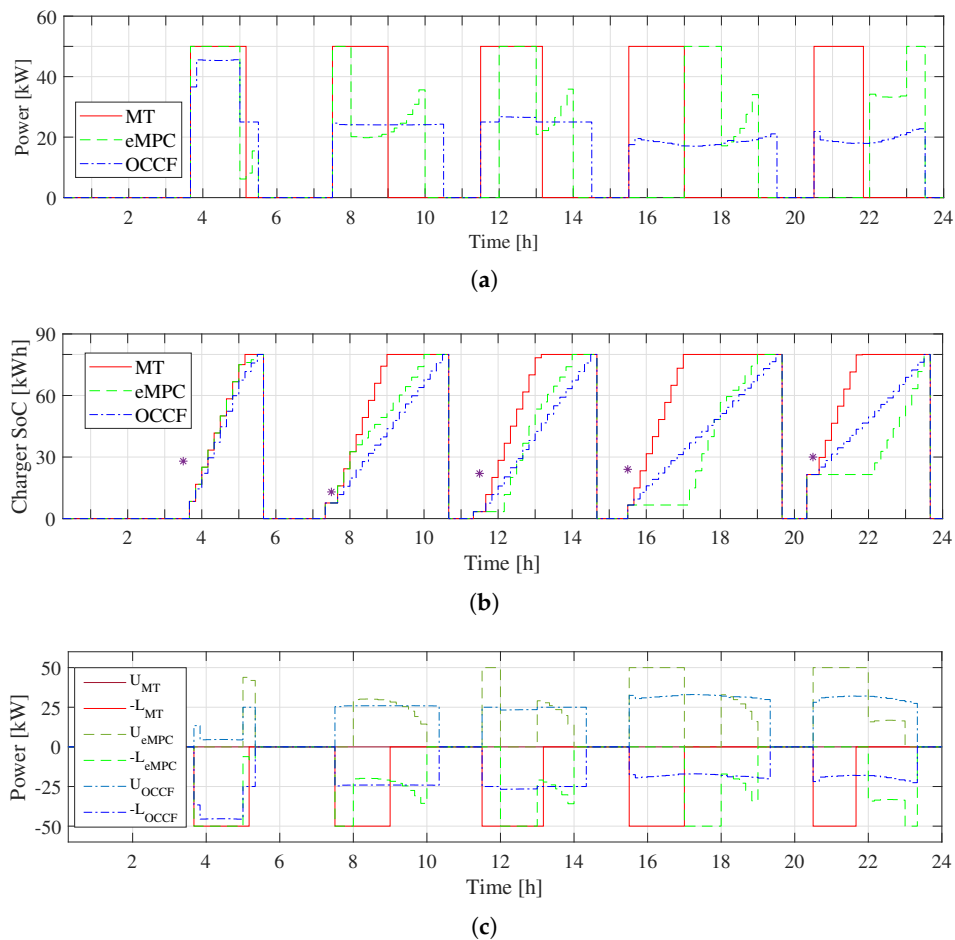 60
40
20
0
Power [kW]
MT
eMPC
OCCF
2 4 6 8 10 12 14 16 18 20 22 24
Time [h]
(a)
90
60
30
0
Charger SoC [kWh]
MT
eMPC
OCCF
2 4 6 8 10 12 14 16 18 20 22 24
Time [h]
(b)
50
25
0
-25
-50
Power [kW]
U_MT
-L_MT
U_eMPC
-L_eMPC
U_OCCF
-L_OCCF
2 4 6 8 10 12 14 16 18 20 22 24
Time [h]
(c)